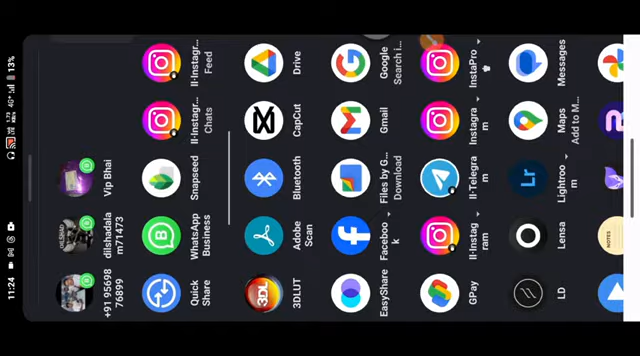 11:24 4G+ 13%
+91 95698
76899
dilshadala
m71473
Vip Bhai
Quick
Share
WhatsApp
Business
Snapseed
II-Instagr...
Chats
II-Instagr...
Feed
3DLUT
Adobe
Scan
Bluetooth
CapCut
Drive
EasyShare
Faceboo
k
Files by G...
Download
Gmail
Google
Search i...
GPay
II-Instag
ram
II-Telegra
m
Instagra
m
InstaPro
LD
Lensa
Lightroo
m
Maps
Add to M...
Messages
NOTES